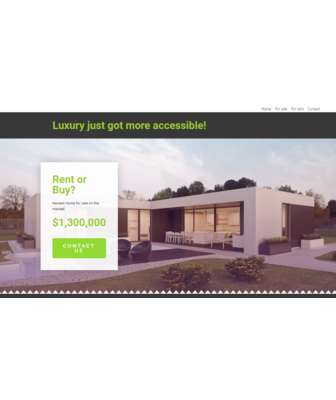 Home For sale For rent Contact
Luxury just got more accessible!
Rent or
Buy?
Newest home for sale on the
market!
$1,300,000
CONTACT
US